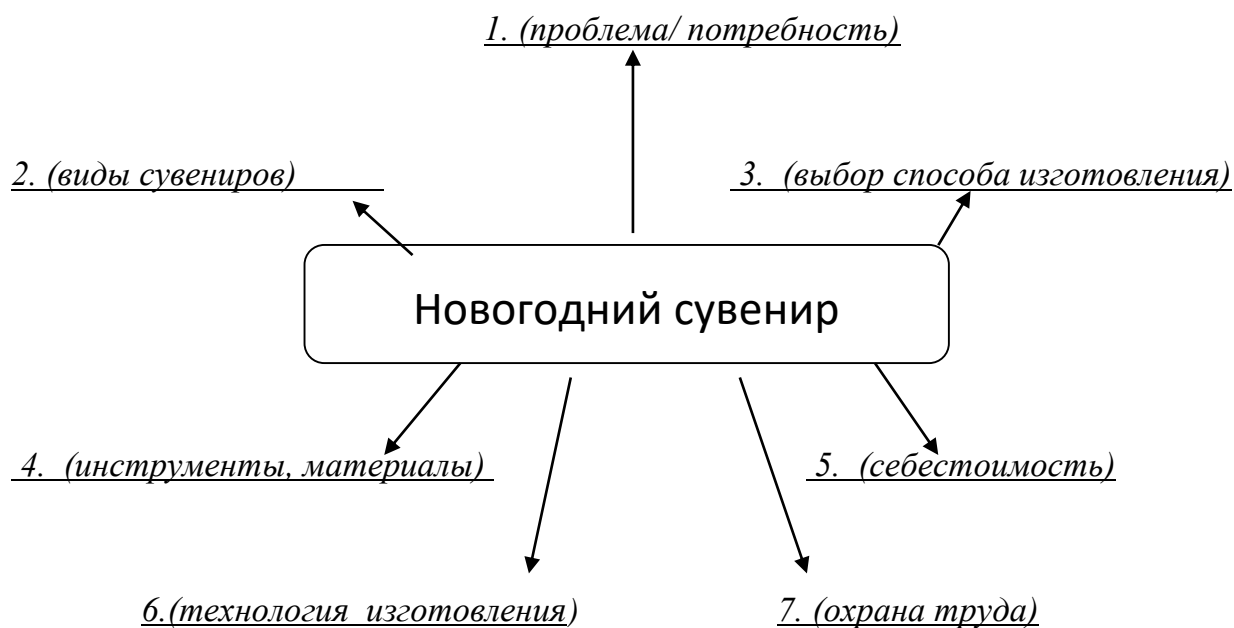 1. (проблема/ потребность)
2. (виды сувениров)
3. (выбор способа изготовления)
Новогодний сувенир
4. (инструменты, материалы)
5. (себестоимость)
6.(технология изготовления)
7. (охрана труда)